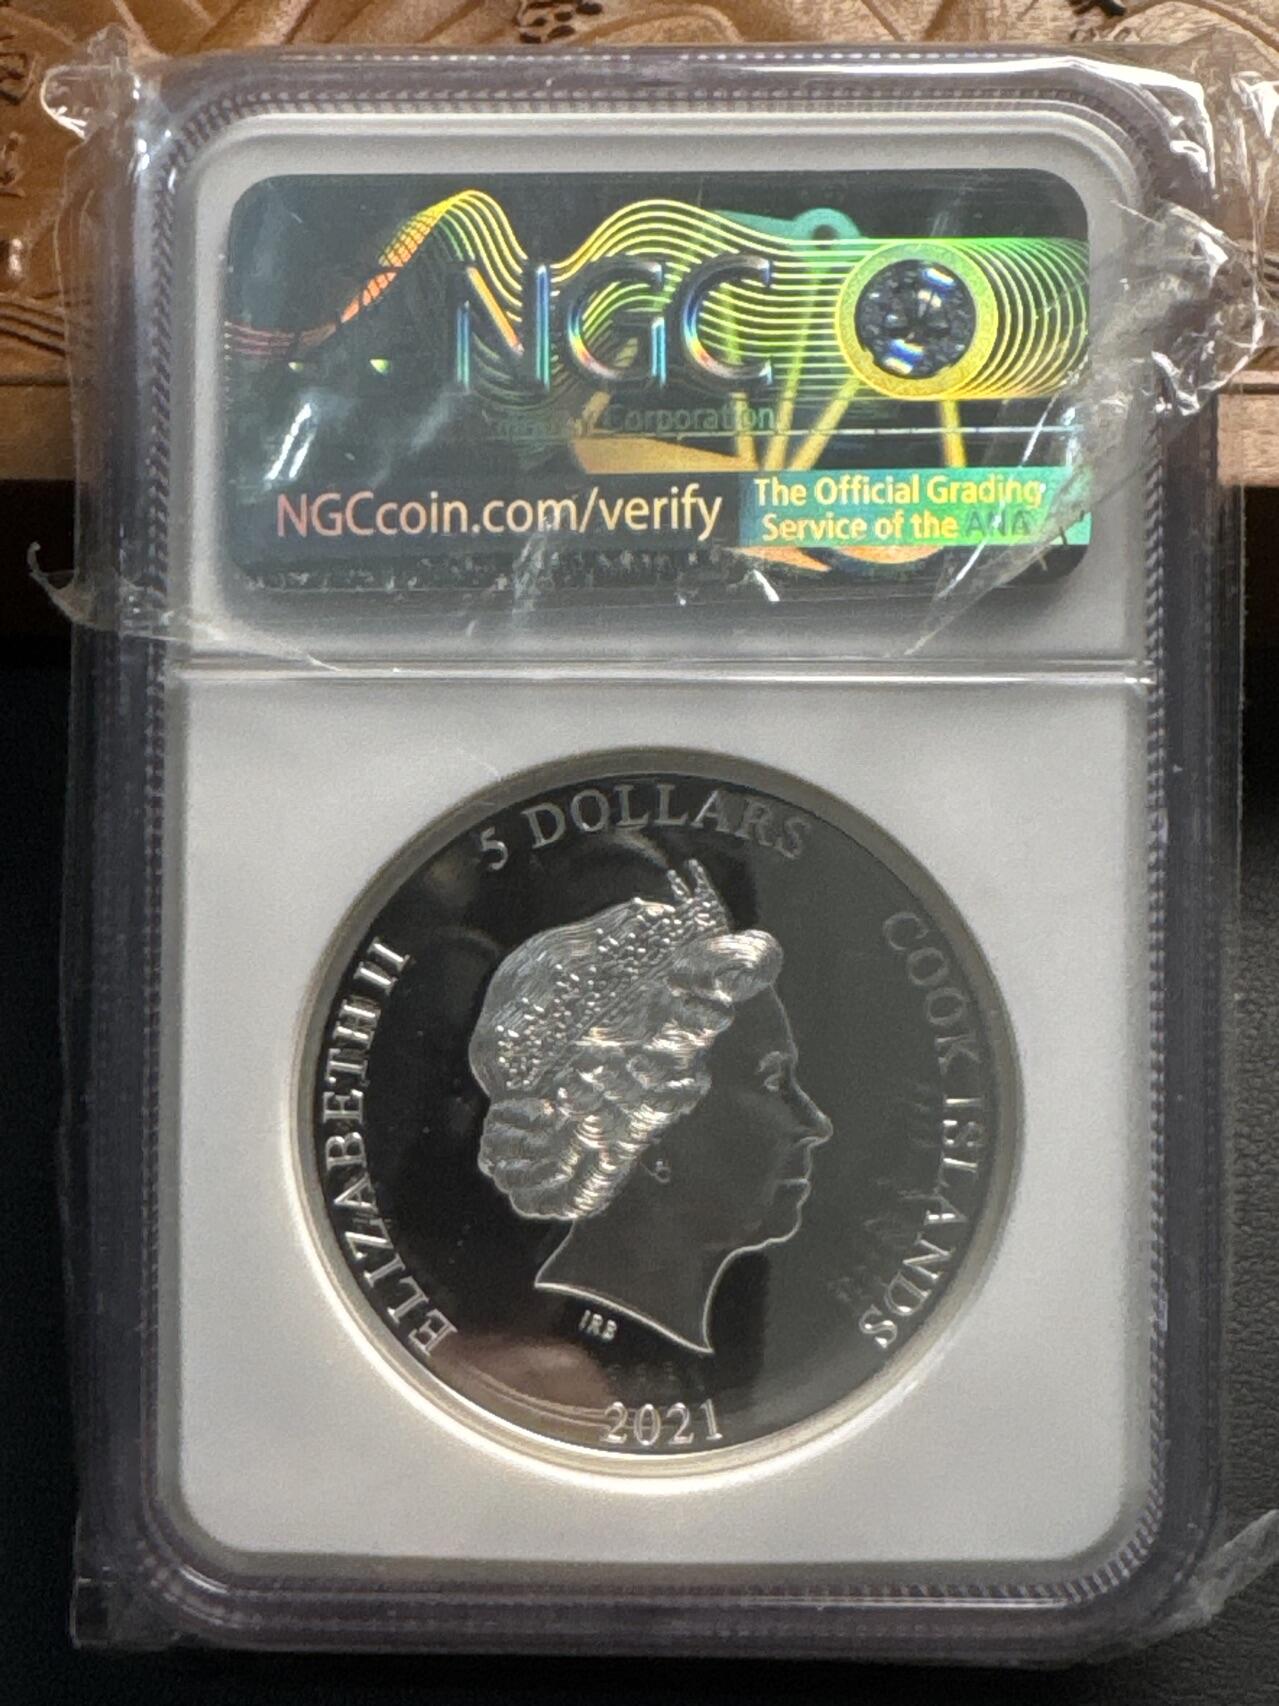 NGC
Corporation
NGCcoin.com/verify
The Official Grading
Service of the ANA
5 DOLLARS
ELIZABETH II
COOK ISLANDS
IRB
2021